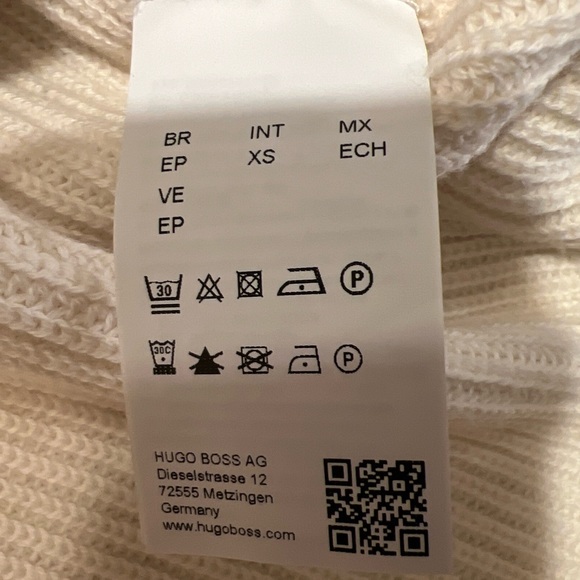 BR INT MX
EP XS ECH
VE
EP
30 P
30C P
HUGO BOSS AG
Dieselstrasse 12
72555 Metzingen
Germany
www.hugoboss.com